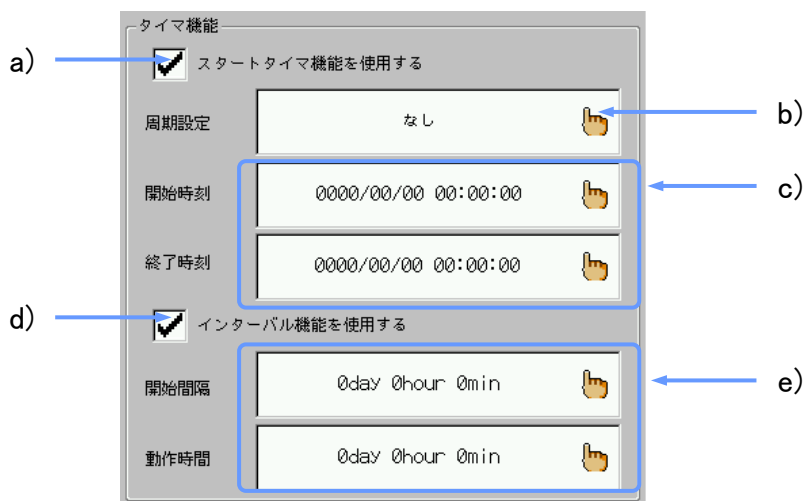 タイマ機能
a) スタートタイマ機能を使用する
周期設定 なし b)
開始時刻 0000/00/00 00:00:00 c)
終了時刻 0000/00/00 00:00:00
d) インターバル機能を使用する
開始間隔 0day 0hour 0min e)
動作時間 0day 0hour 0min